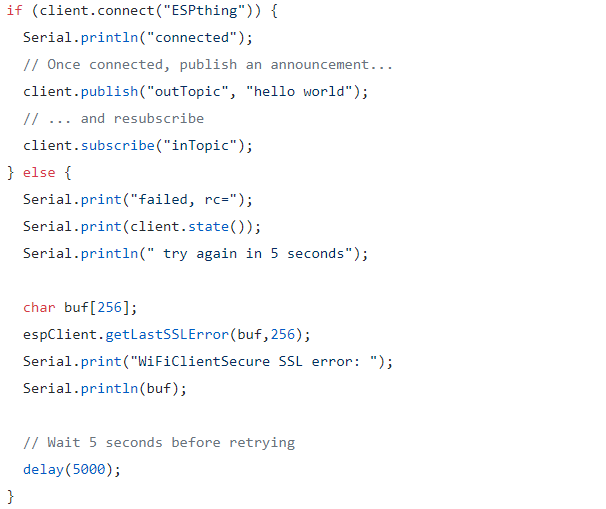 if (client.connect("ESPthing")) {
  Serial.println("connected");
  // Once connected, publish an announcement...
  client.publish("outTopic", "hello world");
  // ... and resubscribe
  client.subscribe("inTopic");
} else {
  Serial.print("failed, rc=");
  Serial.print(client.state());
  Serial.println(" try again in 5 seconds");

  char buf[256];
  espClient.getLastSSLError(buf,256);
  Serial.print("WiFiClientSecure SSL error: ");
  Serial.println(buf);

  // Wait 5 seconds before retrying
  delay(5000);
}